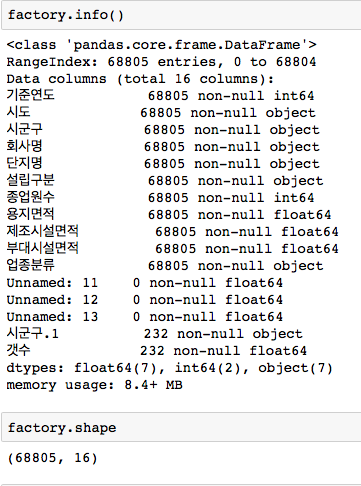 factory.info()
<class 'pandas.core.frame.DataFrame'>
RangeIndex: 68805 entries, 0 to 68804
Data columns (total 16 columns):
기준연도 68805 non-null int64
시도 68805 non-null object
시군구 68805 non-null object
회사명 68805 non-null object
단지명 68805 non-null object
설립구분 68805 non-null object
종업원수 68805 non-null int64
용지면적 68805 non-null float64
제조시설면적 68805 non-null float64
부대시설면적 68805 non-null float64
업종분류 68805 non-null object
Unnamed: 11 0 non-null float64
Unnamed: 12 0 non-null float64
Unnamed: 13 0 non-null float64
시군구.1 232 non-null object
갯수 232 non-null float64
dtypes: float64(7), int64(2), object(7)
memory usage: 8.4+ MB
factory.shape
(68805, 16)